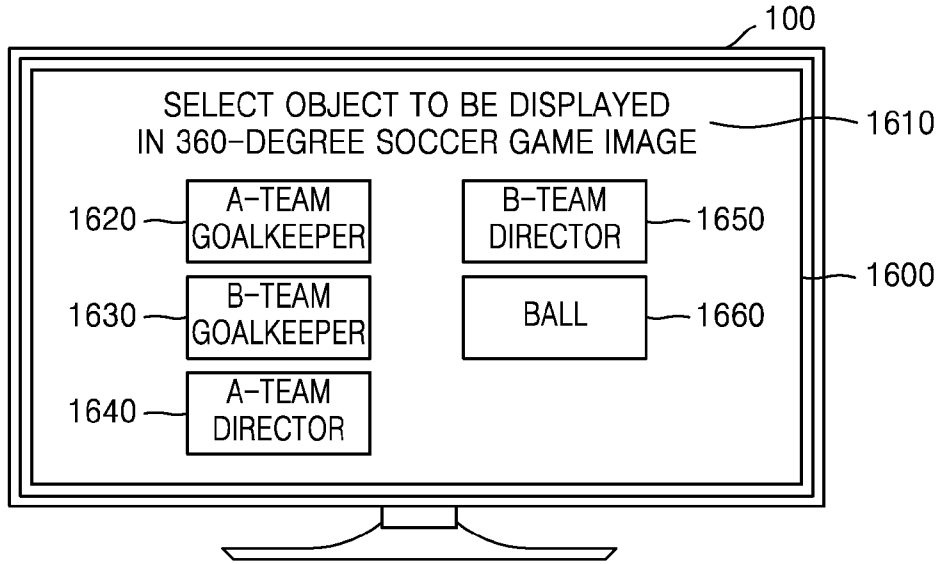 100
SELECT OBJECT TO BE DISPLAYED
IN 360-DEGREE SOCCER GAME IMAGE
1610
1620
A-TEAM
GOALKEEPER
B-TEAM
DIRECTOR
1650
1600
1630
B-TEAM
GOALKEEPER
BALL
1660
1640
A-TEAM
DIRECTOR